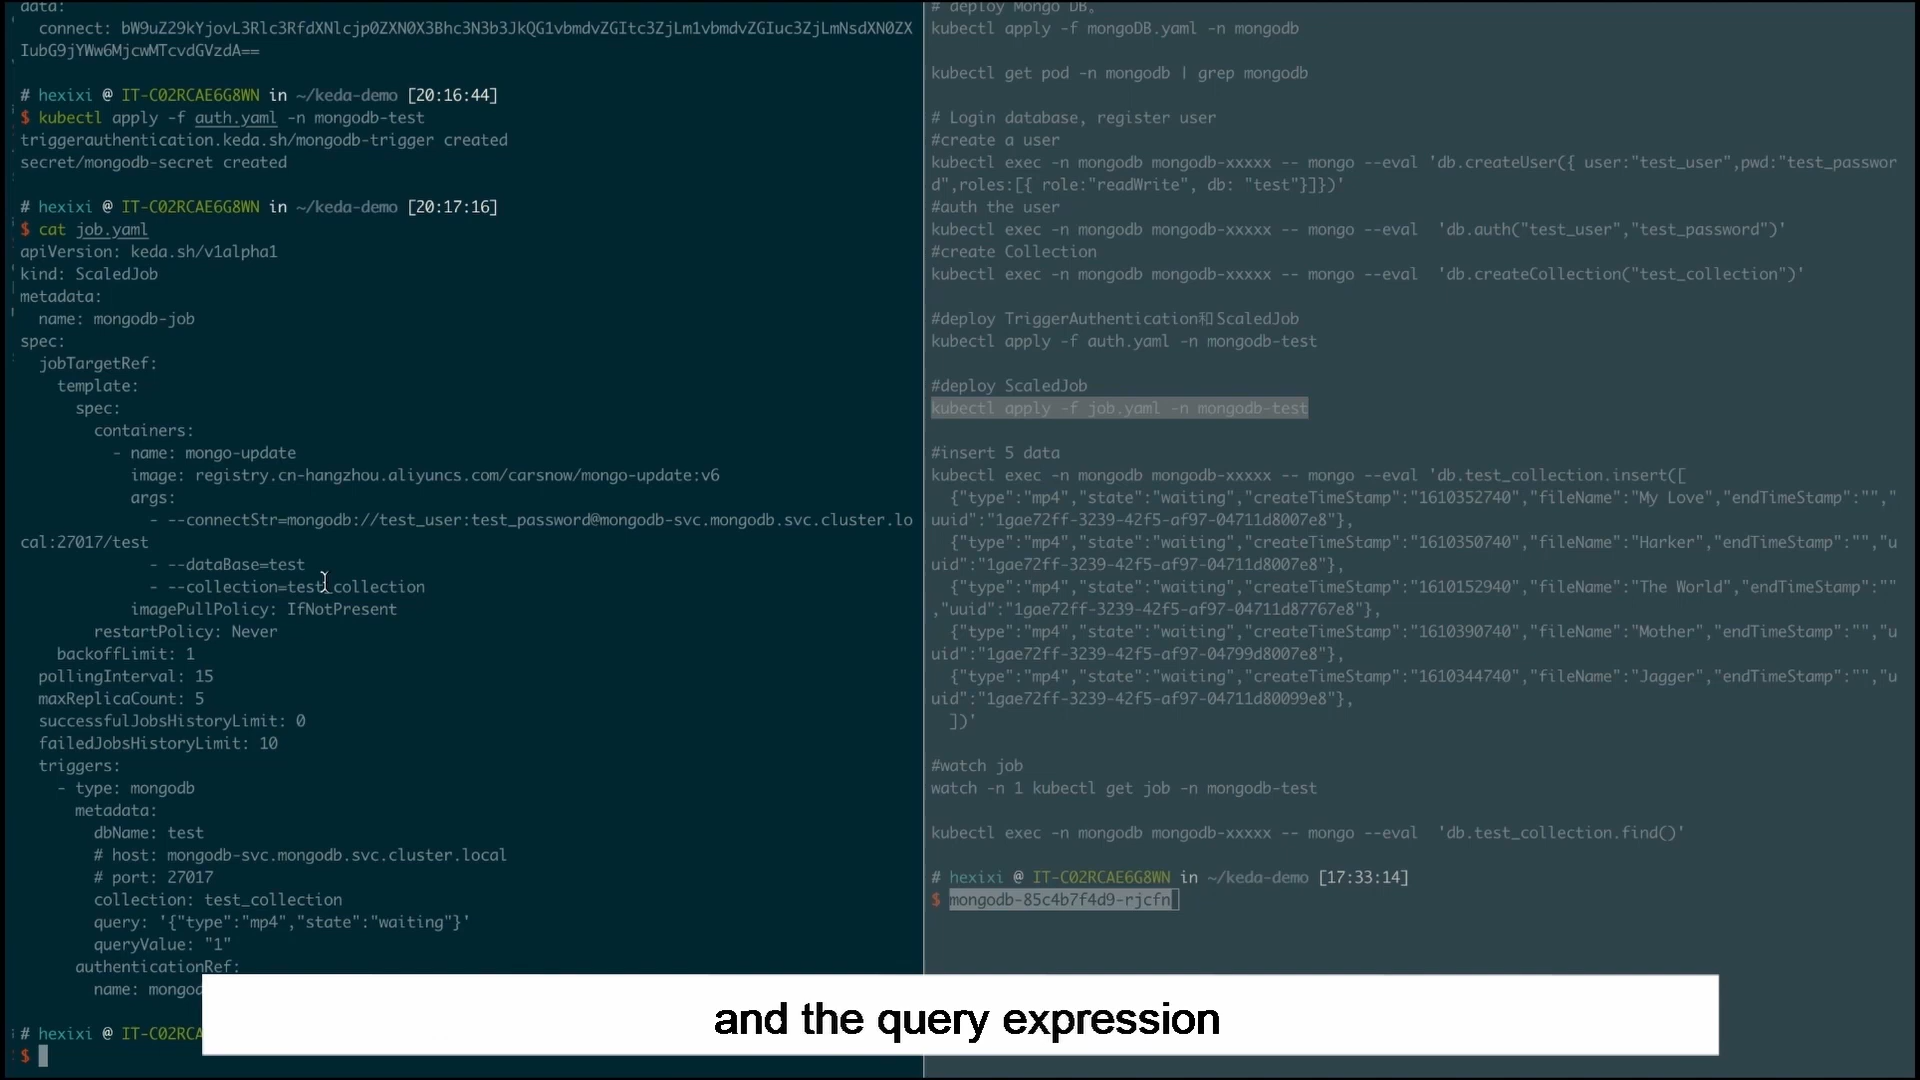 data:
connect: bW9uZ29kYjovL3Rlc3RfdXNlcjp0ZXN0X3Bhc3N3b3JkQG1vbmdvZGItc3ZjLm1vbmdvZGIuc3ZjLmNsdXN0ZX
IubG9jYWw6MjcwMTcvdGVzdA==
# hexixi @ IT-C02RCAE6G8WN in ~/keda-demo [20:16:44]
$ kubectl apply -f auth.yaml -n mongodb-test
triggerauthentication.keda.sh/mongodb-trigger created
secret/mongodb-secret created
# hexixi @ IT-C02RCAE6G8WN in ~/keda-demo [20:17:16]
$ cat job.yaml
apiVersion: keda.sh/v1alpha1
kind: ScaledJob
metadata:
name: mongodb-job
spec:
jobTargetRef:
template:
spec:
containers:
- name: mongo-update
image: registry.cn-hangzhou.aliyuncs.com/carsnow/mongo-update:v6
args:
- --connectStr=mongodb://test_user:test_password@mongodb-svc.mongodb.svc.cluster.lo
cal:27017/test
- --dataBase=test
- --collection=test_collection
imagePullPolicy: IfNotPresent
restartPolicy: Never
backoffLimit: 1
pollingInterval: 15
maxReplicaCount: 5
successfulJobsHistoryLimit: 0
failedJobsHistoryLimit: 10
triggers:
- type: mongodb
metadata:
dbName: test
# host: mongodb-svc.mongodb.svc.cluster.local
# port: 27017
collection: test_collection
query: '{"type":"mp4","state":"waiting"}'
queryValue: "1"
authenticationRef:
name:
# hexixi @
$
# deploy Mongo DB。
kubectl apply -f mongoDB.yaml -n mongodb
kubectl get pod -n mongodb | grep mongodb
# Login database, register user
#create a user
kubectl exec -n mongodb mongodb-xxxxx -- mongo --eval 'db.createUser({ user:"test_user",pwd:"test_passwor
d",roles:[{ role:"readWrite", db: "test"}]})'
#auth the user
kubectl exec -n mongodb mongodb-xxxxx -- mongo --eval  'db.auth("test_user","test_password")'
#create Collection
kubectl exec -n mongodb mongodb-xxxxx -- mongo --eval  'db.createCollection("test_collection")'
#deploy TriggerAuthentication和ScaledJob
kubectl apply -f auth.yaml -n mongodb-test
#deploy ScaledJob
kubectl apply -f job.yaml -n mongodb-test
#insert 5 data
kubectl exec -n mongodb mongodb-xxxxx -- mongo --eval 'db.test_collection.insert([
{"type":"mp4","state":"waiting","createTimeStamp":"1610352740","fileName":"My Love","endTimeStamp":"","
uuid":"1gae72ff-3239-42f5-af97-04711d8007e8"},
{"type":"mp4","state":"waiting","createTimeStamp":"1610350740","fileName":"Harker","endTimeStamp":"","u
uid":"1gae72ff-3239-42f5-af97-04711d8007e8"},
{"type":"mp4","state":"waiting","createTimeStamp":"1610152940","fileName":"The World","endTimeStamp":""
,"uuid":"1gae72ff-3239-42f5-af97-04711d87767e8"},
{"type":"mp4","state":"waiting","createTimeStamp":"1610390740","fileName":"Mother","endTimeStamp":"","u
uid":"1gae72ff-3239-42f5-af97-04799d8007e8"},
{"type":"mp4","state":"waiting","createTimeStamp":"1610344740","fileName":"Jagger","endTimeStamp":"","u
uid":"1gae72ff-3239-42f5-af97-04711d80099e8"},
])'
#watch job
watch -n 1 kubectl get job -n mongodb-test
kubectl exec -n mongodb mongodb-xxxxx -- mongo --eval  'db.test_collection.find()'
# hexixi @ IT-C02RCAE6G8WN in ~/keda-demo [17:33:14]
$ mongodb-85c4b7f4d9-rjcfn
and the query expression